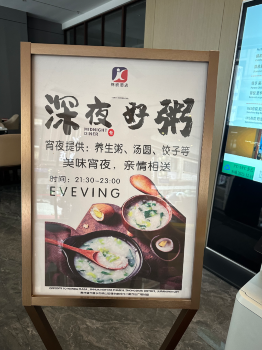 深夜好粥
MIDNIGHT
DINER
宵夜提供：养生粥、汤圆、饺子等
美味宵夜，亲情相送
时间：21:30-23:00
EVEVING